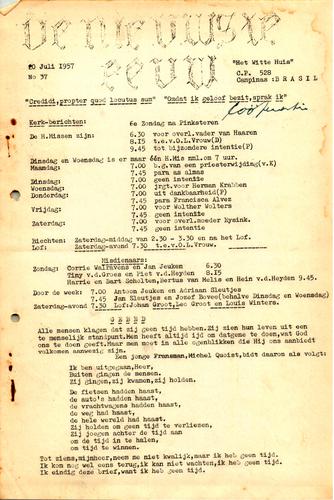 DE NIEUWSTE
EEUW
20 Juli 1957
No 37
"Het Witte Huis"
C.P. 528
Campinas: BRASIL
"Credidi,propter quod locutus sum" "Omdat ik geloof bezit,sprak ik"
Coöperatie
Kerk-berichten: 6e Zondag na Pinksteren
De H.Missen zijn: 6.30 voor overl.vader van Haaren
8.15 t.e.v.O.L.Vrouw(D)
9.45 tot bijzondere intentie(P)
Dinsdag en Woensdag is er maar één H.Mis nml.om 7 uur.
Maandag: 7.00 b.g.van een priesterwijding(v.K)
7.45 para as almas
Dinsdag: 7.00 geen intentie
Woensdag: 7.00 jrgt.voor Herman Krabben
Donderdag: 7.00 uit dankbaarheid(P)
7.45 para Francisca Alves
Vrijdag: 7.00 voor Wolther Wolters
7.45 geen intentie
Zaterdag: 7.00 voor overl.moeder Eysink.
7.45 geen intentie
Biechten: Zaterdag-middag van 2.30 - 3.30 en na het Lof.
Lof: Zaterdag-avond 7.30 t.e.v.O.L.Vrouw.
Misdienaars:
Zondag: Corrie Walravens en Jan Jeuken 6.30
Tiny v.d.Groes en Piet v.d.Heyden 8.15
Harrie en Bart Scholten,Bertus van Melis en Hein v.d.Heyden 9.45.
Door de week: 7.00 Antoon Jeuken en Adriaan Sleutjes
7.45 Jan Sleutjes en Jozef Bovee(behalve Dinsdag en Woensdag)
Zaterdag-avond 7.30 Lof:Johan Groot,Leo Groot en Louis Winters.
GEBED
Alle mensen klagen dat zij geen tijd hebben.Zij zien hun leven uit een
te menselijk standpunt.Men heeft altijd tijd om datgene te doen,wat God
ons te doen geeft.Maar men moet in alle ogenblikken die Hij ons aanbiedt
volkomen aanwezig zijn.
Een jonge Fransman,Michel Quoist,bidt daarom als volgt:
Ik ben uitgegaan,Heer,
Buiten gingen de mensen.
Zij gingen,zij kwamen,zij holden.
De fietsen hadden haast,
de auto's hadden haast,
de vrachtwagens hadden haast,
de weg had haast,
de hele wereld had haast.
Zij holden om geen tijd te verliezen,
Zij joegen achter de tijd aan
om de tijd in te halen,
om tijd te winnen.
Tot ziens,mijnheer,neem me niet kwalijk,maar ik heb geen tijd.
Ik kom nog wel eens terug,ik kan niet wachten,ik heb geen tijd.
Ik eindig deze brief,want ik heb geen tijd.